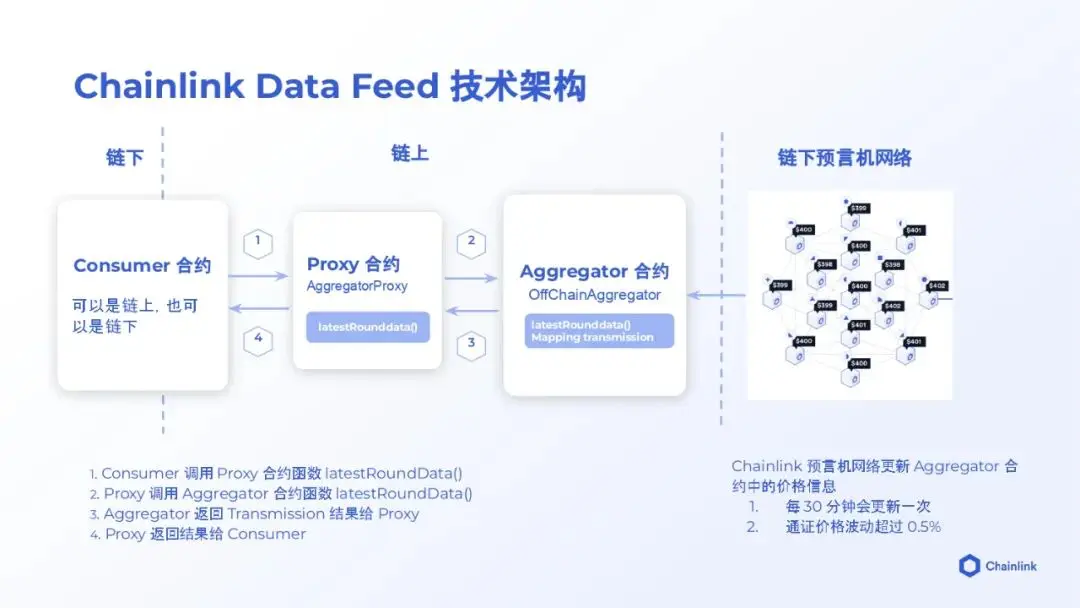 Chainlink Data Feed 技术架构
链下
链上
链下预言机网络
Consumer 合约
可以是链上, 也可
以是链下
1
4
Proxy 合约
AggregatorProxy
latestRounddata()
2
3
Aggregator 合约
OffChainAggregator
latestRounddata()
Mapping transmission
$399
$400
$401
$400
$398
$398
$399
$400
$402
$399
$402
$401
$400
$401
$400
1. Consumer 调用 Proxy 合约函数 latestRoundData()
2. Proxy 调用 Aggregator 合约函数 latestRoundData()
3. Aggregator 返回 Transmission 结果给 Proxy
4. Proxy 返回结果给 Consumer
Chainlink 预言机网络更新 Aggregator 合
约中的价格信息
1. 每 30 分钟会更新一次
2. 通证价格波动超过 0.5%
Chainlink